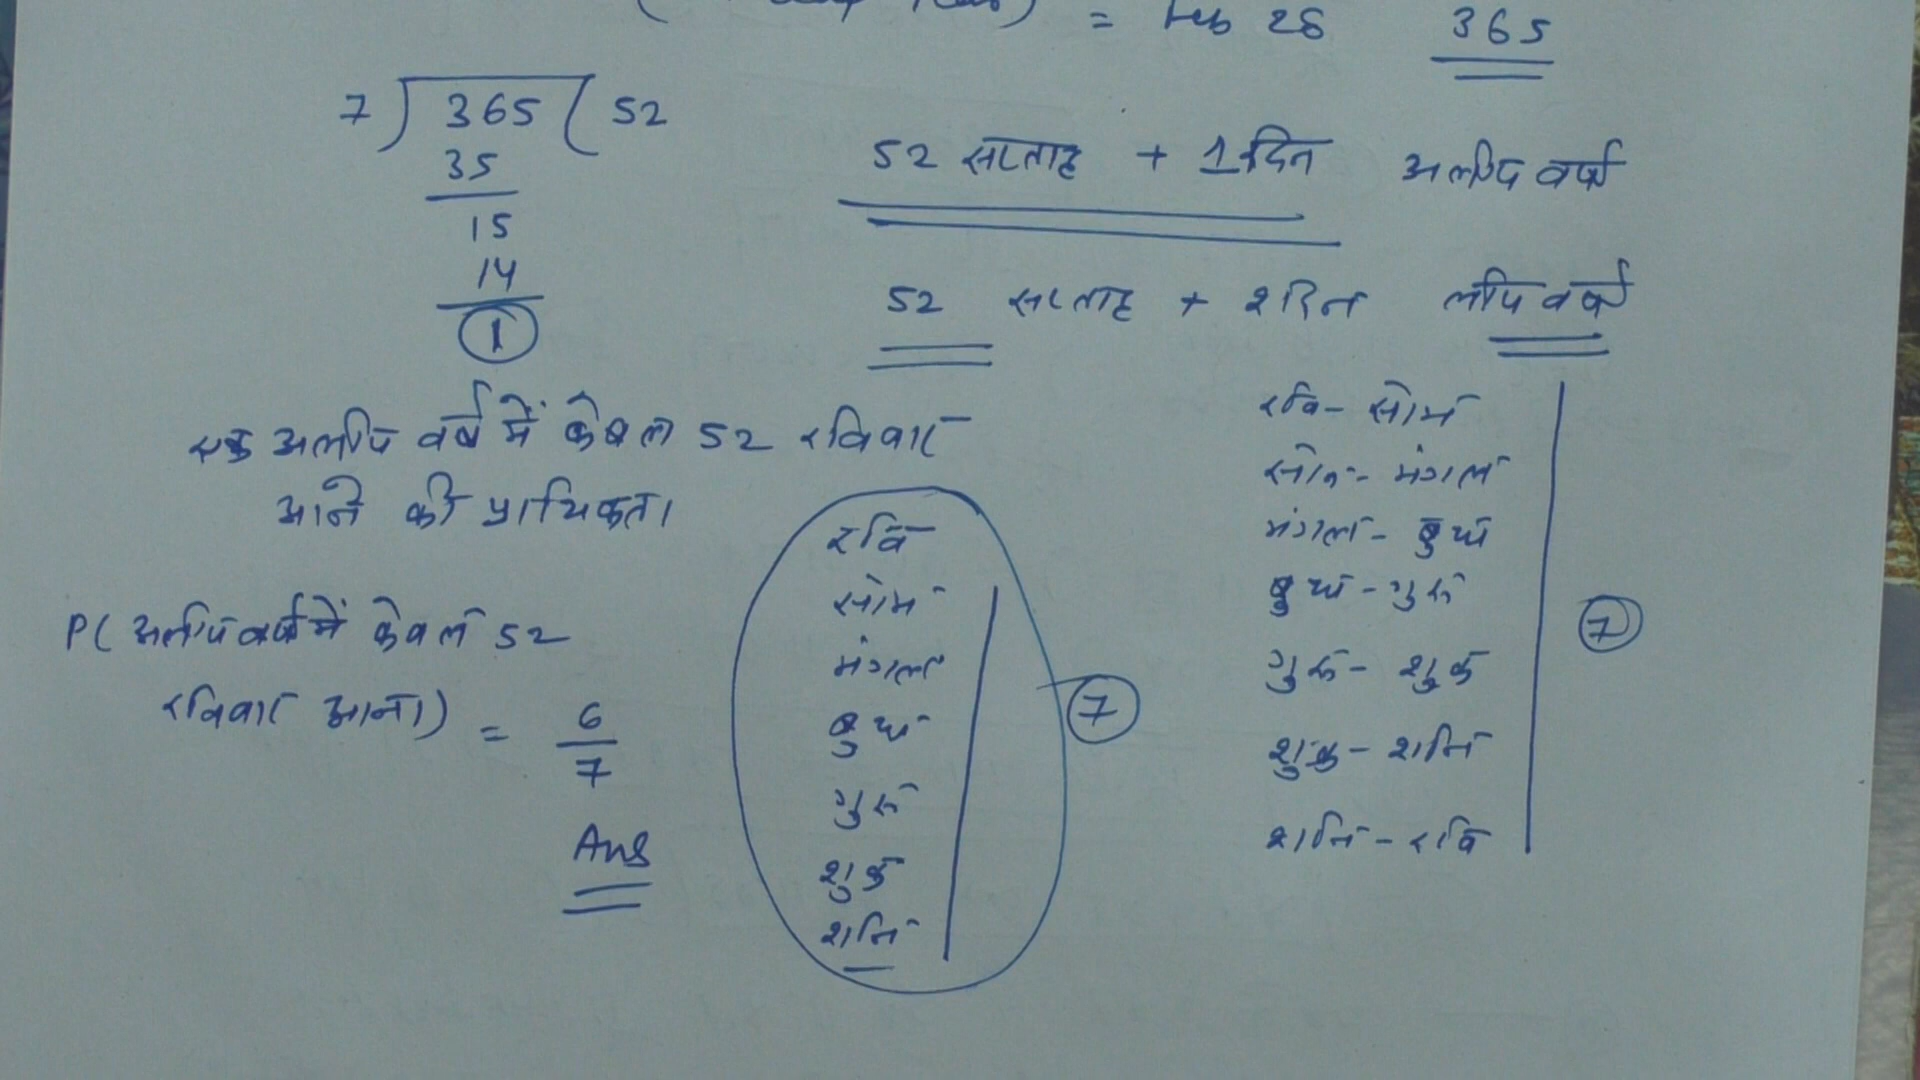 = Feb 28 365
7 ) 365 ( 52
35
15
14
1
52 सप्ताह + 1 दिन अलीप वर्ष
52 सप्ताह + २ दिन लीप वर्ष
एक अलीप वर्ष में केवल 52 रविवार
आने की प्रायिकता
P( अलीप वर्ष में केवल 52
रविवार आना) = 6/7
Ans
रवि
सोम
मंगल
बुध
गुरु
शुक्र
शनि
7
रवि - सोम
सोम - मंगल
मंगल - बुध
बुध - गुरु
गुरु - शुक्र
शुक्र - शनि
शनि - रवि
7